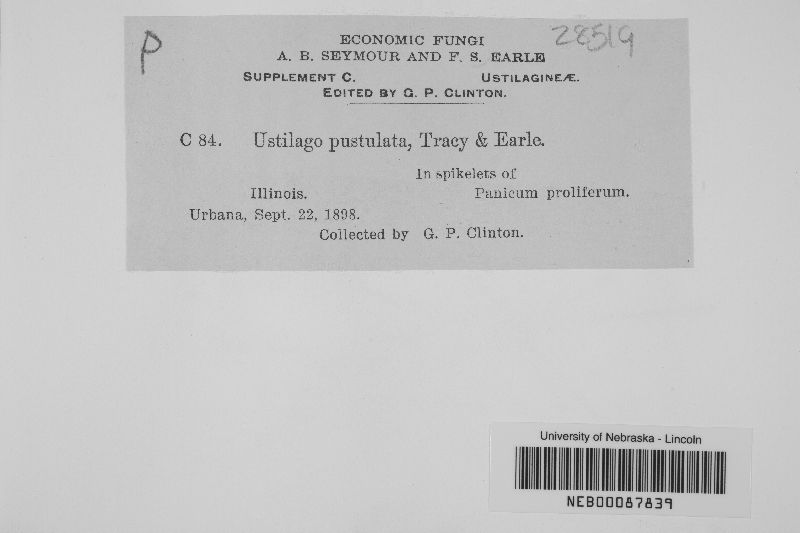 P
28519
ECONOMIC FUNGI
A. B. SEYMOUR AND F. S. EARLE
SUPPLEMENT C. USTILAGINEÆ.
EDITED BY G. P. CLINTON.
C 84. Ustilago pustulata, Tracy & Earle.
In spikelets of
Illinois. Panicum proliferum.
Urbana, Sept. 22, 1898.
Collected by G. P. Clinton.
University of Nebraska - Lincoln
NEB00087839